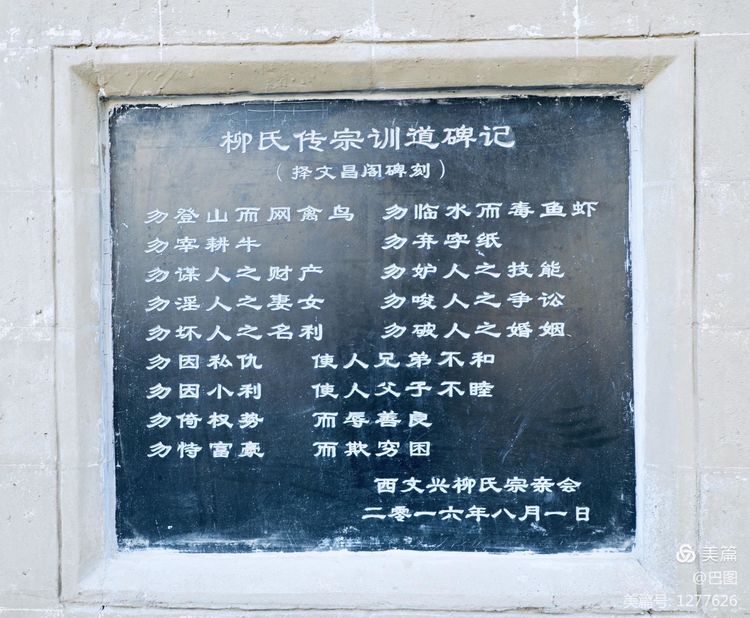 柳氏传宗训道碑记
（择文昌阁碑刻）
勿登山而网禽鸟 勿临水而毒鱼虾
勿宰耕牛 勿弃字纸
勿谋人之财产 勿妒人之技能
勿淫人之妻女 勿唆人之争讼
勿坏人之名利 勿破人之婚姻
勿因私仇 使人兄弟不和
勿因小利 使人父子不睦
勿倚权势 而辱善良
勿恃富豪 而欺穷困
西文兴柳氏宗亲会
二零一六年八月一日
美篇
@巴图
美篇号: 1277626